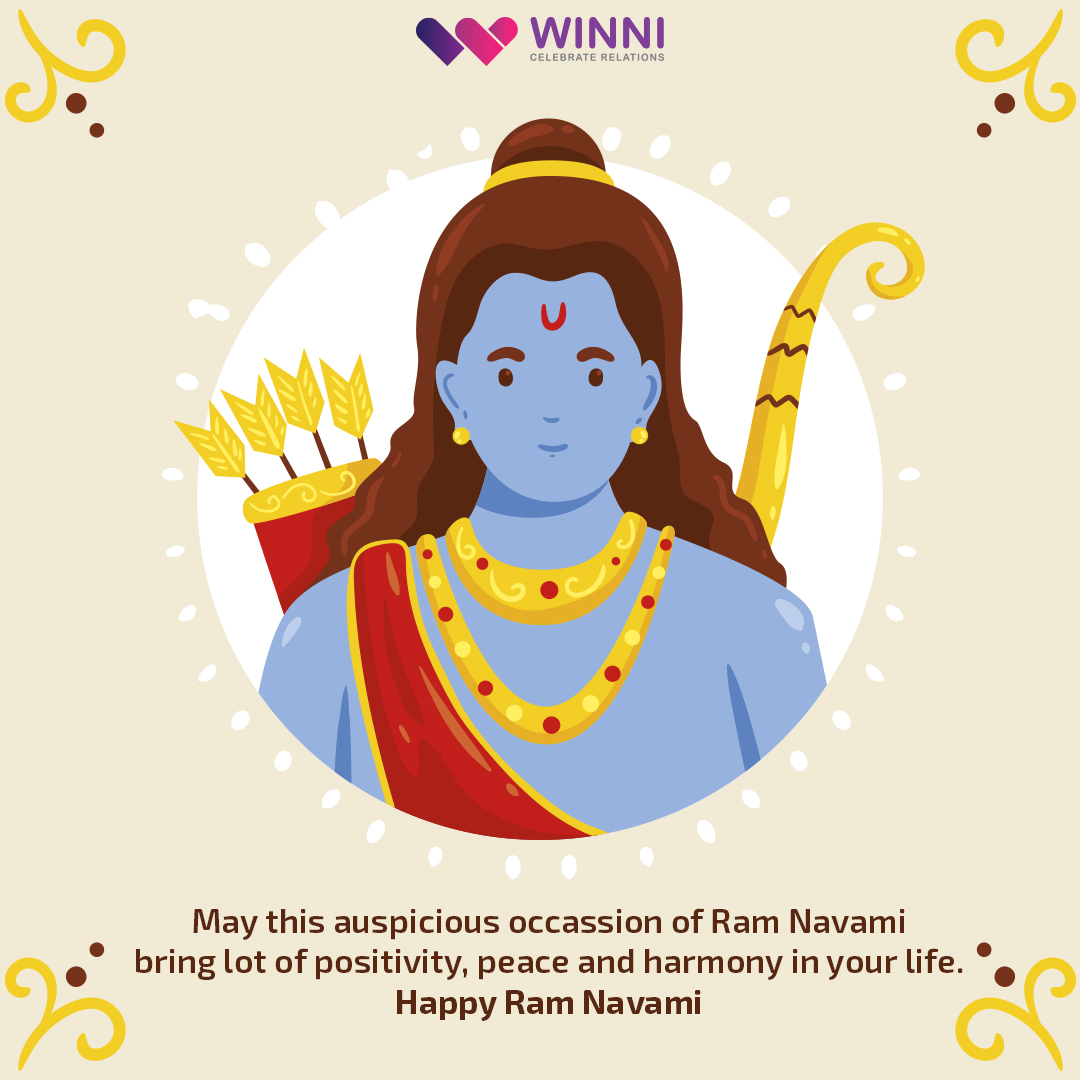 WINNI
CELEBRATE RELATIONS
May this auspicious occassion of Ram Navami
bring lot of positivity, peace and harmony in your life.
Happy Ram Navami